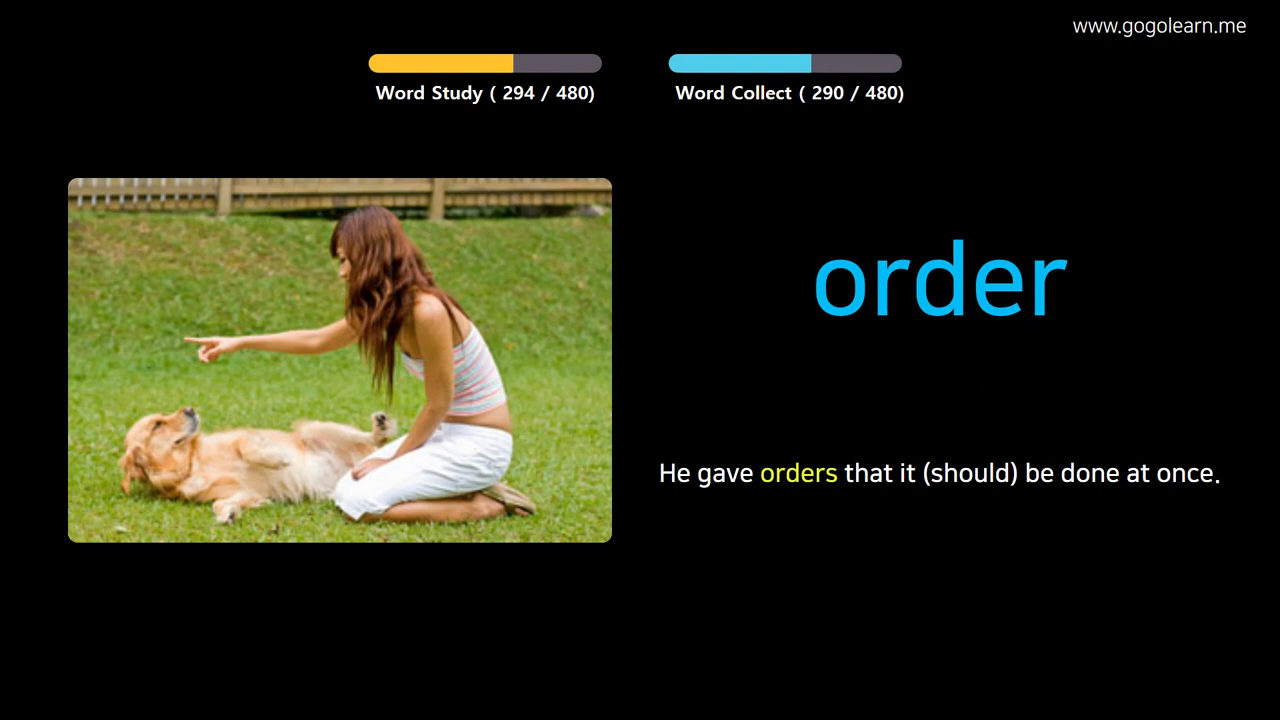 www.gogolearn.me
Word Study ( 294 / 480)
Word Collect ( 290 / 480)
order
He gave orders that it (should) be done at once.